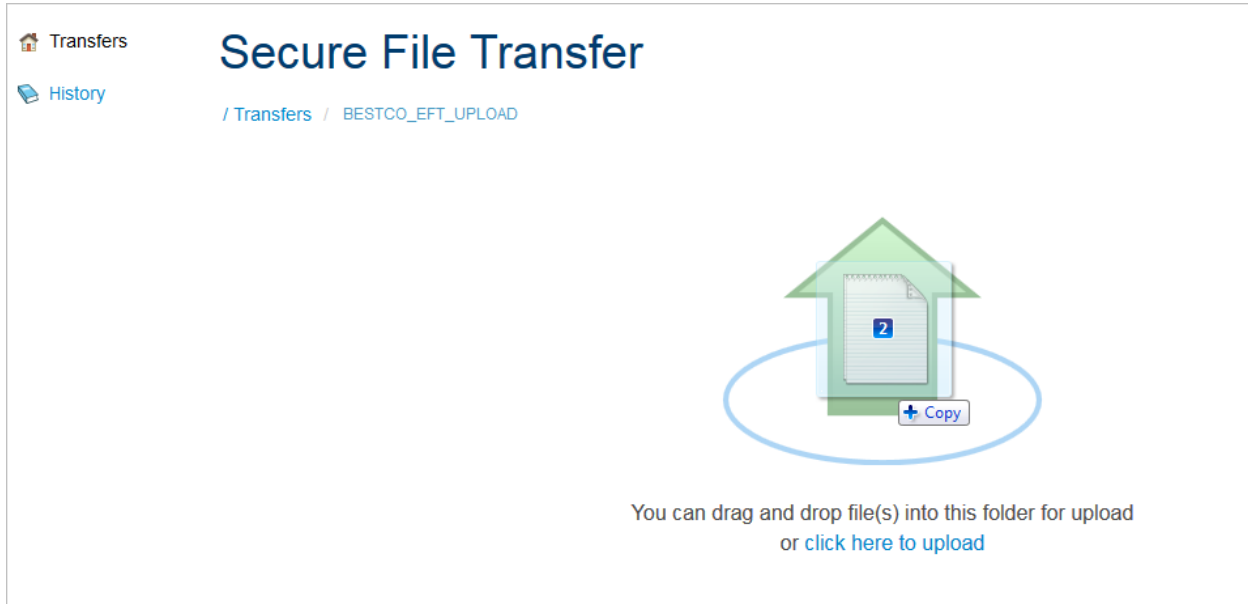 Transfers
History
Secure File Transfer
/ Transfers / BESTCO_EFT_UPLOAD
2
+ Copy
You can drag and drop file(s) into this folder for upload
or click here to upload